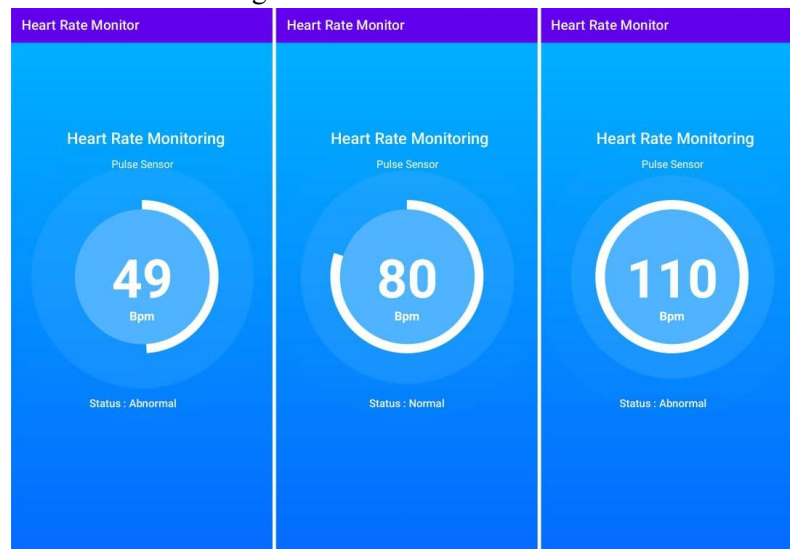 Heart Rate Monitor
Heart Rate Monitoring
Pulse Sensor
49
Bpm
Status : Abnormal
Heart Rate Monitor
Heart Rate Monitoring
Pulse Sensor
80
Bpm
Status : Normal
Heart Rate Monitor
Heart Rate Monitoring
Pulse Sensor
110
Bpm
Status : Abnormal